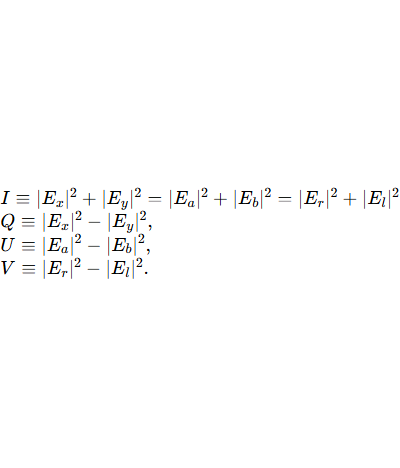 I ≡ |E_x|² + |E_y|² = |E_a|² + |E_b|² = |E_r|² + |E_l|²
Q ≡ |E_x|² − |E_y|²,
U ≡ |E_a|² − |E_b|²,
V ≡ |E_r|² − |E_l|².